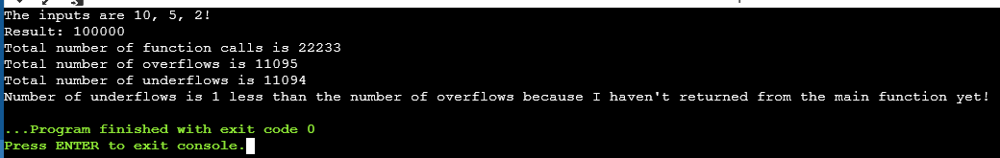 The inputs are 10, 5, 2!
Result: 100000
Total number of function calls is 22233
Total number of overflows is 11095
Total number of underflows is 11094
Number of underflows is 1 less than the number of overflows because I haven't returned from the main function yet!
...Program finished with exit code 0
Press ENTER to exit console.